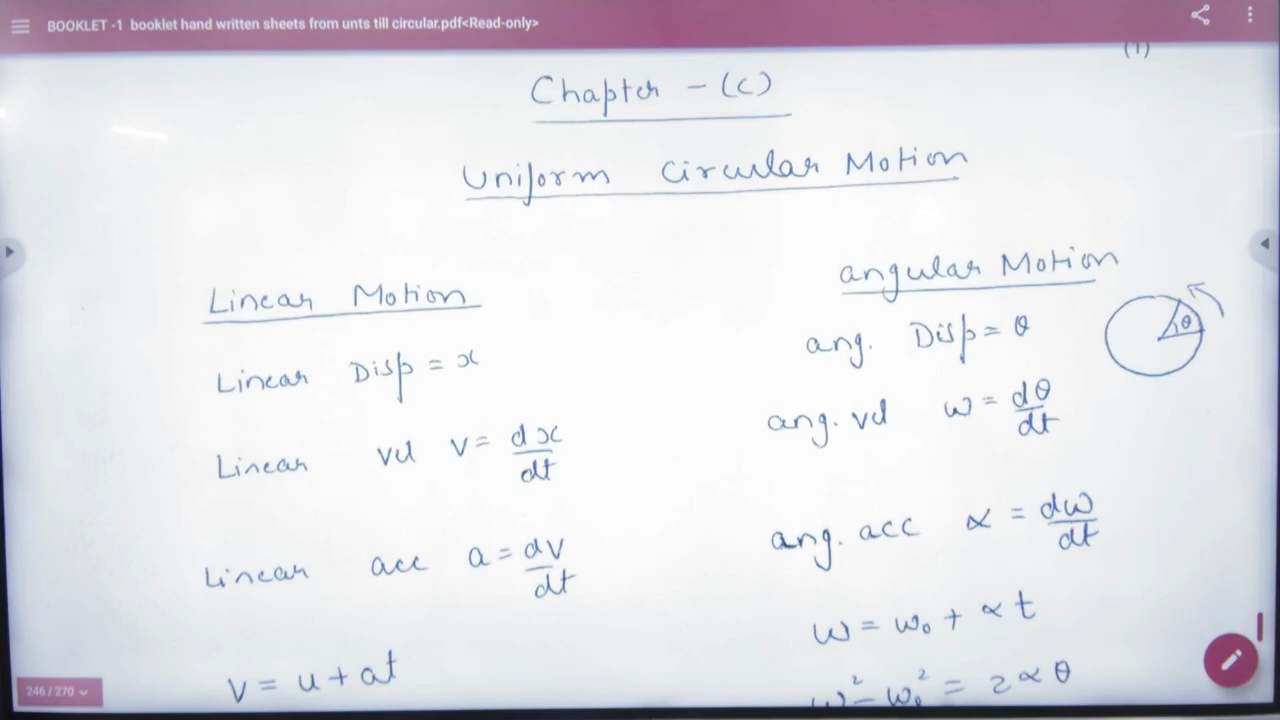 BOOKLET -1 booklet hand written sheets from unts till circular.pdf<Read-only>
(1)
Chapter - (c)
Uniform Circular Motion
Linear Motion
Linear Disp = x
Linear vel v = dx/dt
Linear acc a = dv/dt
v = u + at
angular Motion
ang. Disp = θ
θ
ang. vel ω = dθ/dt
ang. acc α = dω/dt
ω = ω₀ + αt
ω² - ω₀² = 2αθ
246 / 270